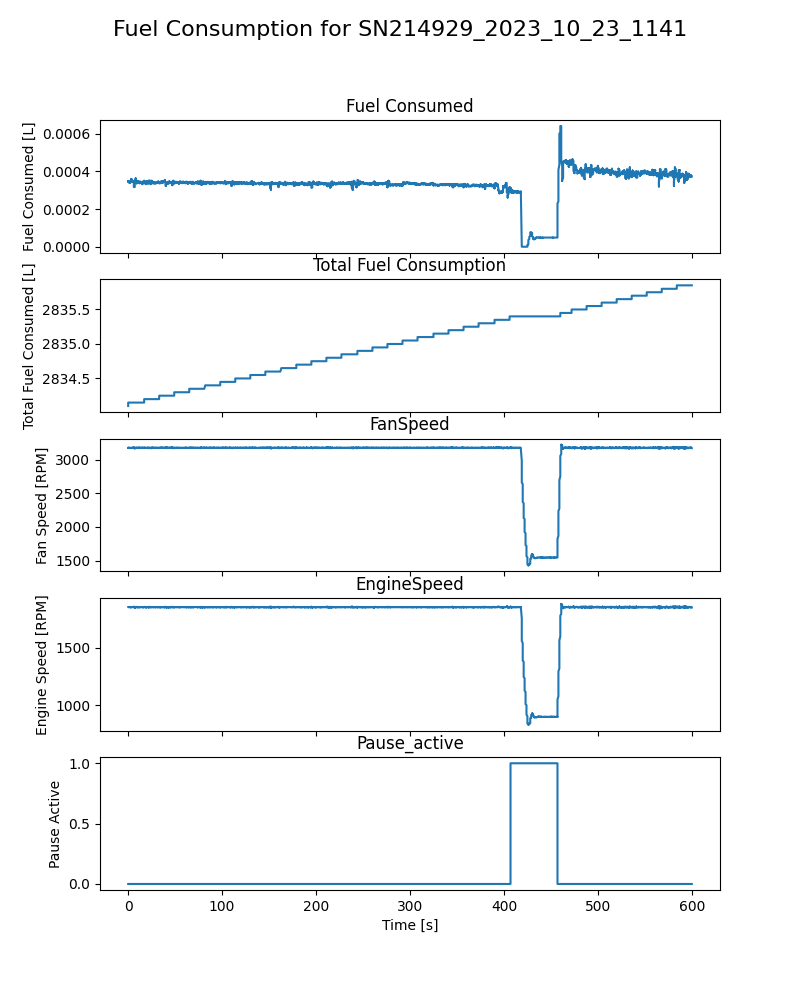 Fuel Consumption for SN214929_2023_10_23_1141
Fuel Consumed
Fuel Consumed [L]
0.0006
0.0004
0.0002
0.0000
Total Fuel Consumption
Total Fuel Consumed [L]
2835.5
2835.0
2834.5
FanSpeed
Fan Speed [RPM]
3000
2500
2000
1500
EngineSpeed
Engine Speed [RPM]
1500
1000
Pause_active
Pause Active
1.0
0.5
0.0
0 100 200 300 400 500 600
Time [s]